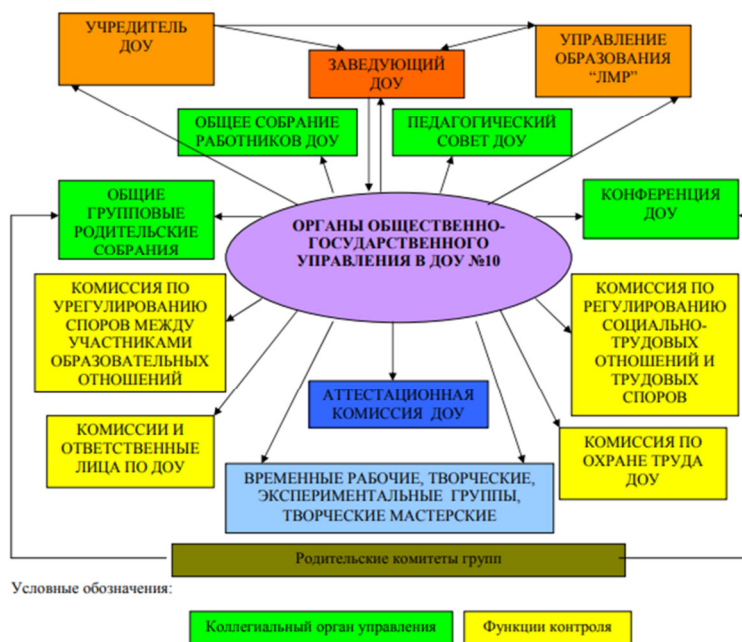 УЧРЕДИТЕЛЬ
ДОУ
ЗАВЕДУЮЩИЙ
ДОУ
УПРАВЛЕНИЕ
ОБРАЗОВАНИЯ
“ЛМР”
ОБЩЕЕ СОБРАНИЕ
РАБОТНИКОВ ДОУ
ПЕДАГОГИЧЕСКИЙ
СОВЕТ ДОУ
ОБЩИЕ
ГРУППОВЫЕ
РОДИТЕЛЬСКИЕ
СОБРАНИЯ
ОРГАНЫ ОБЩЕСТВЕННО-
ГОСУДАРСТВЕННОГО
УПРАВЛЕНИЯ В ДОУ №10
КОНФЕРЕНЦИЯ
ДОУ
КОМИССИЯ ПО
УРЕГУЛИРОВАНИЮ
СПОРОВ МЕЖДУ
УЧАСТНИКАМИ
ОБРАЗОВАТЕЛЬНЫХ
ОТНОШЕНИЙ
КОМИССИЯ ПО
РЕГУЛИРОВАНИЮ
СОЦИАЛЬНО-
ТРУДОВЫХ
ОТНОШЕНИЙ И
ТРУДОВЫХ
СПОРОВ
АТТЕСТАЦИОННАЯ
КОМИССИЯ ДОУ
КОМИССИИ И
ОТВЕТСТВЕННЫЕ
ЛИЦА ПО ДОУ
КОМИССИЯ ПО
ОХРАНЕ ТРУДА
ДОУ
ВРЕМЕННЫЕ РАБОЧИЕ, ТВОРЧЕСКИЕ,
ЭКСПЕРИМЕНТАЛЬНЫЕ ГРУППЫ,
ТВОРЧЕСКИЕ МАСТЕРСКИЕ
Родительские комитеты групп
Условные обозначения:
Коллегиальный орган управления
Функции контроля